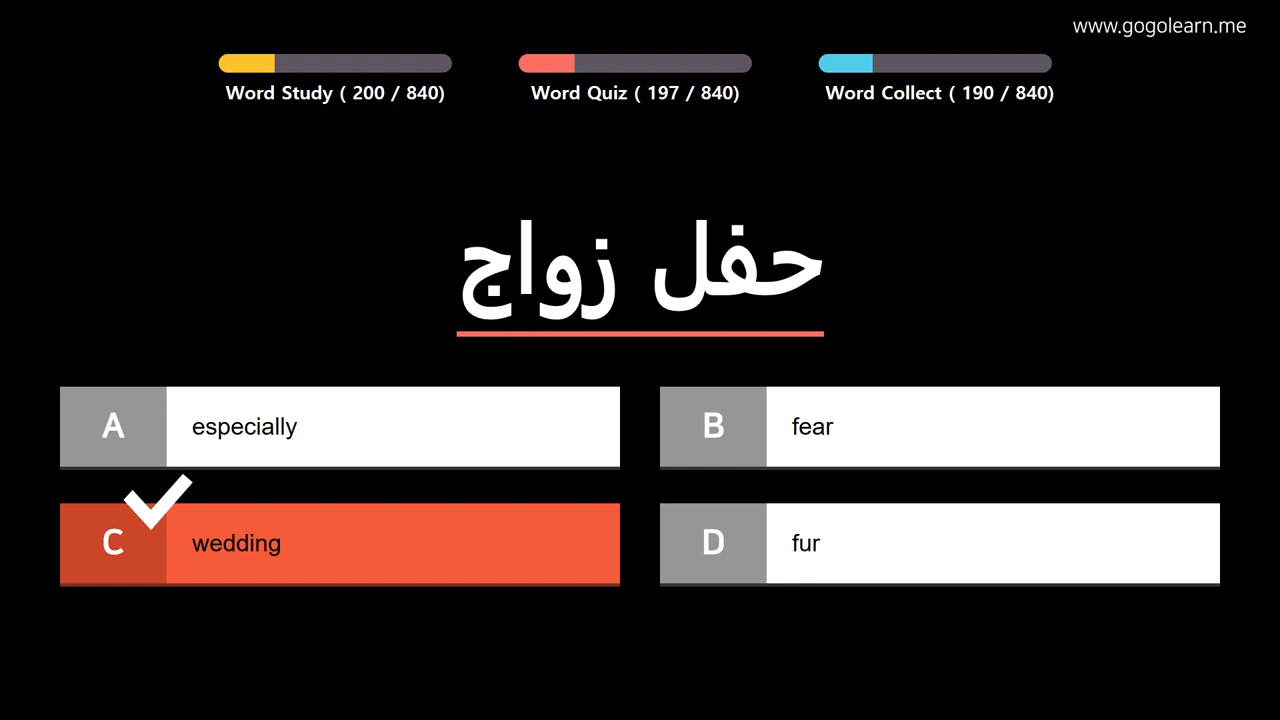 www.gogolearn.me
Word Study ( 200 / 840)
Word Quiz ( 197 / 840)
Word Collect ( 190 / 840)
حفل زواج
A especially
B fear
C wedding
D fur